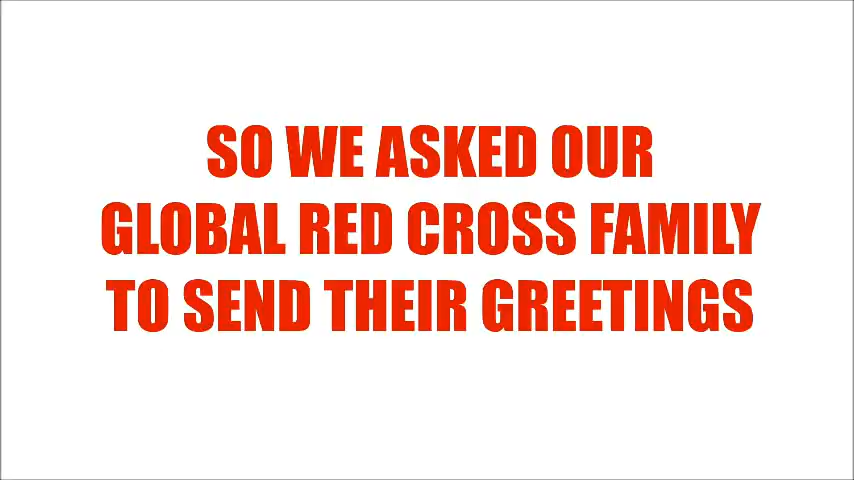 SO WE ASKED OUR
GLOBAL RED CROSS FAMILY
TO SEND THEIR GREETINGS